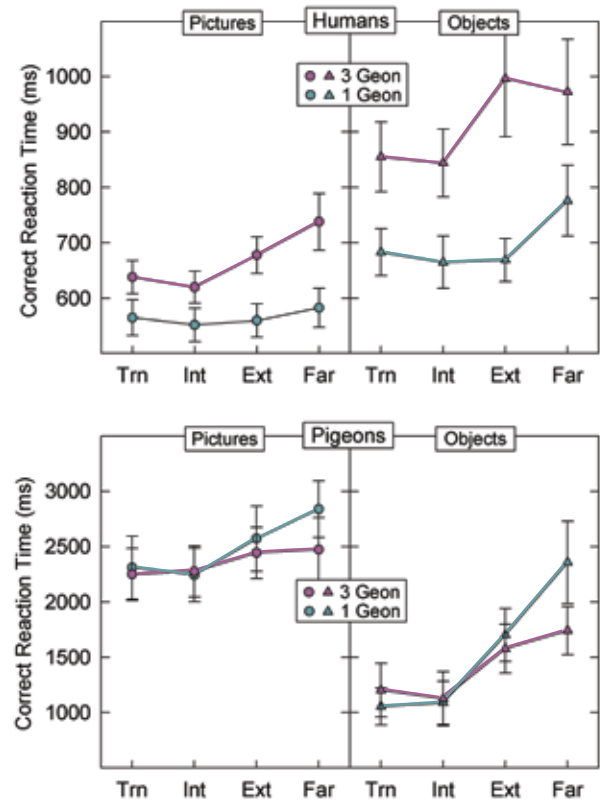 Pictures Humans Objects
3 Geon
1 Geon
Correct Reaction Time (ms)
1000
900
800
700
600
Trn Int Ext Far Trn Int Ext Far
Pictures Pigeons Objects
3 Geon
1 Geon
Correct Reaction Time (ms)
3000
2500
2000
1500
1000
Trn Int Ext Far Trn Int Ext Far